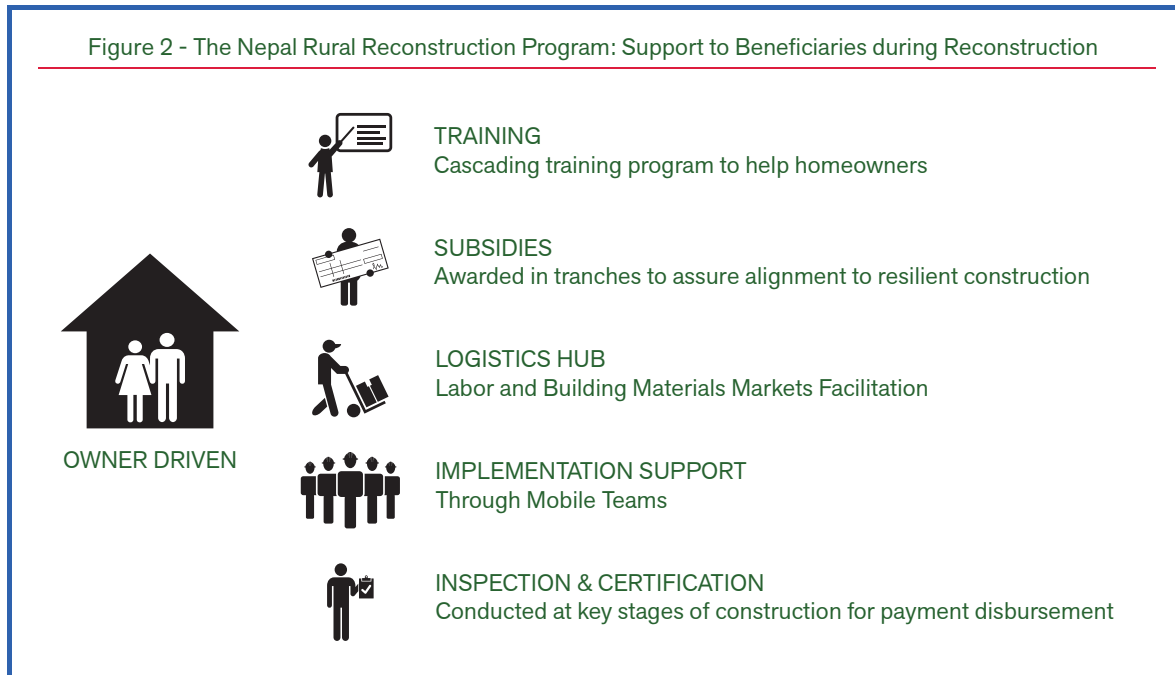 Figure 2 - The Nepal Rural Reconstruction Program: Support to Beneficiaries during Reconstruction
TRAINING
Cascading training program to help homeowners
SUBSIDIES
Awarded in tranches to assure alignment to resilient construction
LOGISTICS HUB
Labor and Building Materials Markets Facilitation
OWNER DRIVEN
IMPLEMENTATION SUPPORT
Through Mobile Teams
INSPECTION & CERTIFICATION
Conducted at key stages of construction for payment disbursement